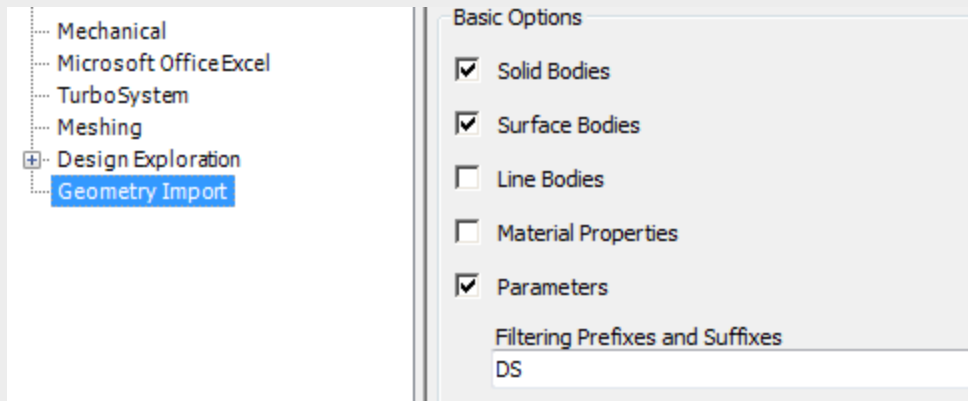 Mechanical
Microsoft OfficeExcel
TurboSystem
Meshing
Design Exploration
Geometry Import
Basic Options
Solid Bodies
Surface Bodies
Line Bodies
Material Properties
Parameters
Filtering Prefixes and Suffixes
DS